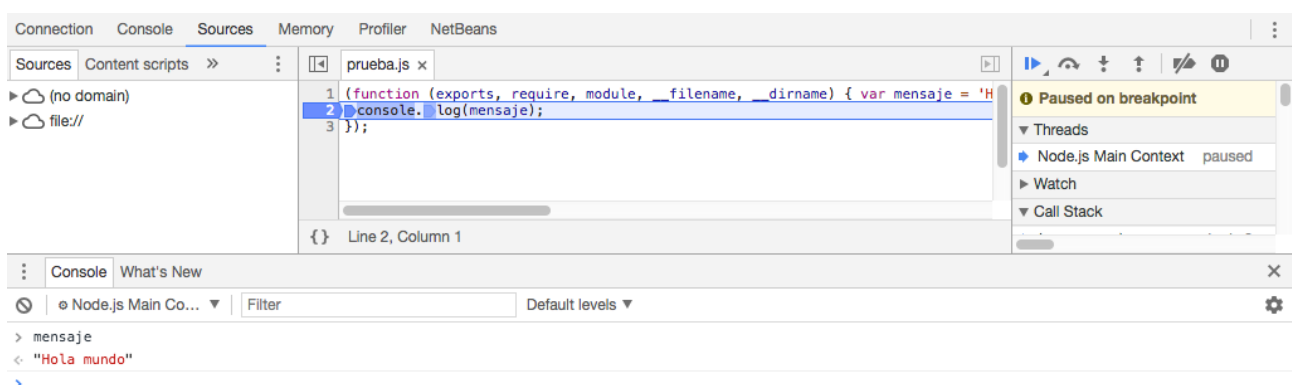 Connection Console Sources Memory Profiler NetBeans
Sources Content scripts »
prueba.js ×
(no domain)
file://
1 (function (exports, require, module, __filename, __dirname) { var mensaje = 'H
2 console. log(mensaje);
3 });
{} Line 2, Column 1
Paused on breakpoint
Threads
Node.js Main Context paused
Watch
Call Stack
Console What's New
Node.js Main Co... ▼ Filter Default levels ▼
> mensaje
<· "Hola mundo"
>